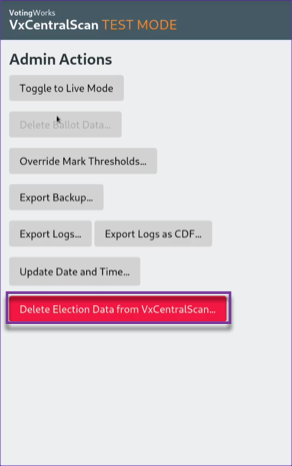 VotingWorks
VxCentralScan TEST MODE
Admin Actions
Toggle to Live Mode
Delete Ballot Data...
Override Mark Thresholds...
Export Backup...
Export Logs... Export Logs as CDF...
Update Date and Time...
Delete Election Data from VxCentralScan...